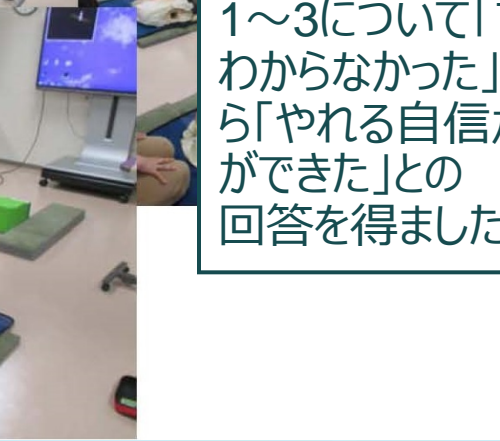 1～3について「
わからなかった」
ら「やれる自信
ができた」との
回答を得ました